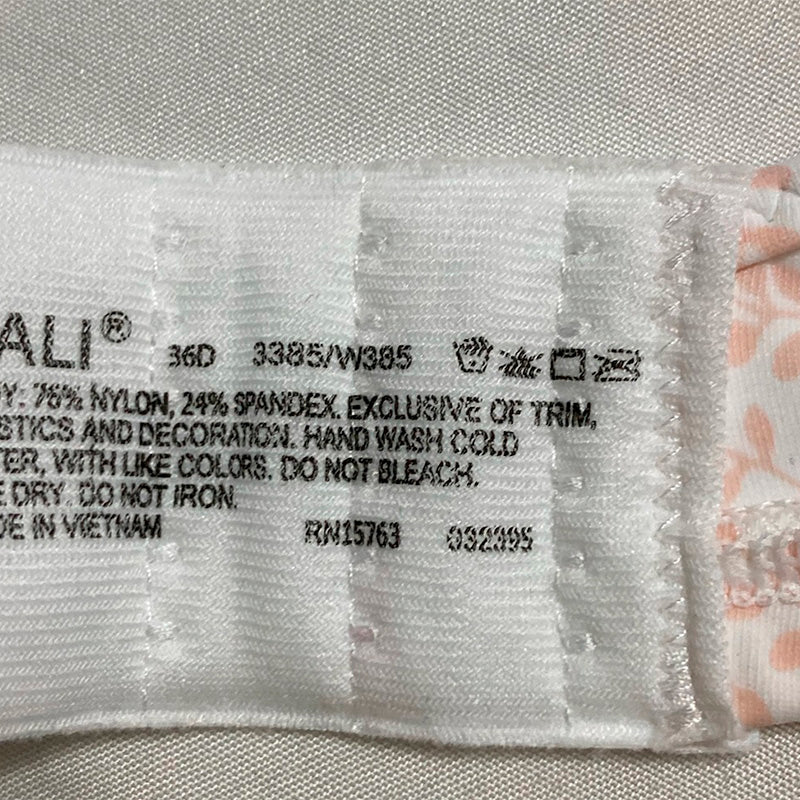 ALI® 36D 3385/W385
Y: 76% NYLON, 24% SPANDEX. EXCLUSIVE OF TRIM,
STICS AND DECORATION. HAND WASH COLD
TER, WITH LIKE COLORS. DO NOT BLEACH.
E DRY. DO NOT IRON.
DE IN VIETNAM RN15763 032395